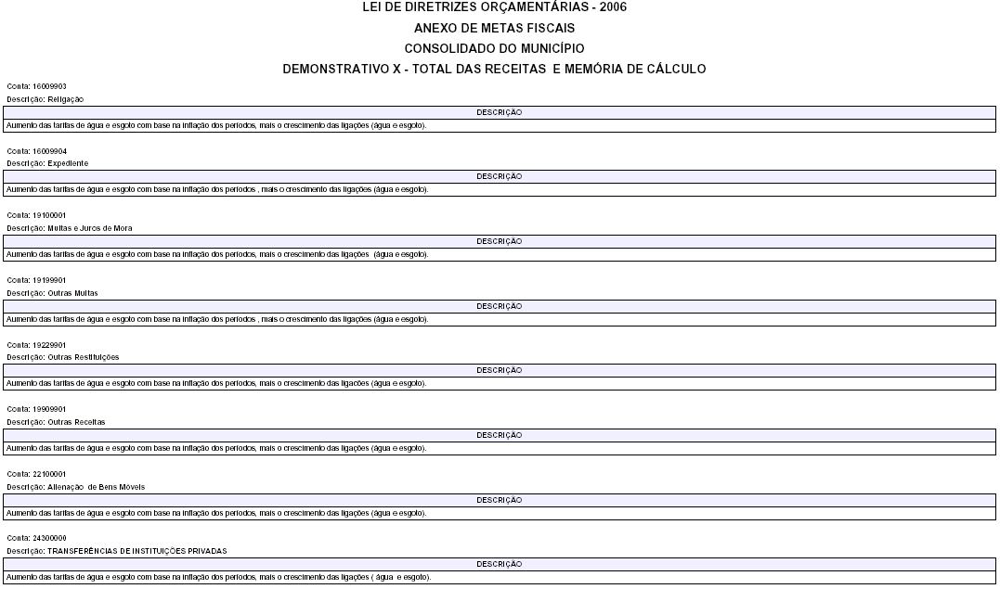 LEI DE DIRETRIZES ORÇAMENTÁRIAS - 2006
ANEXO DE METAS FISCAIS
CONSOLIDADO DO MUNICÍPIO
DEMONSTRATIVO X - TOTAL DAS RECEITAS E MEMÓRIA DE CÁLCULO
Conta: 16009903
Descrição: Religação
DESCRIÇÃO
Aumento das tarifas de água e esgoto com base na inflação dos períodos, mais o crescimento das ligações (água e esgoto).
Conta: 16009904
Descrição: Expediente
DESCRIÇÃO
Aumento das tarifas de água e esgoto com base na inflação dos períodos , mais o crescimento das ligações (água e esgoto).
Conta: 19100001
Descrição: Multas e Juros de Mora
DESCRIÇÃO
Aumento das tarifas de água e esgoto com base na inflação dos períodos, mais o crescimento das ligações (água e esgoto).
Conta: 19199901
Descrição: Outras Multas
DESCRIÇÃO
Aumento das tarifas de água e esgoto com base na inflação dos períodos , mais o crescimento das ligações (água e esgoto).
Conta: 19229901
Descrição: Outras Restituições
DESCRIÇÃO
Aumento das tarifas de água e esgoto com base na inflação dos períodos, mais o crescimento das ligacões (água e esgoto).
Conta: 19909901
Descrição: Outras Receitas
DESCRIÇÃO
Aumento das tarifas de água e esgoto com base na inflação dos períodos, mais o crescimento das ligações (água e esgoto).
Conta: 22100001
Descrição: Alienação de Bens Móveis
DESCRIÇÃO
Aumento das tarifas de água e esgoto com base na inflação dos períodos, mais o crescimento das ligações (água e esgoto).
Conta: 24300000
Descrição: TRANSFERÊNCIAS DE INSTITUIÇÕES PRIVADAS
DESCRIÇÃO
Aumento das tarifas de água e esgoto com base na inflação dos períodos, mais o crescimento das ligações ( água e esgoto).